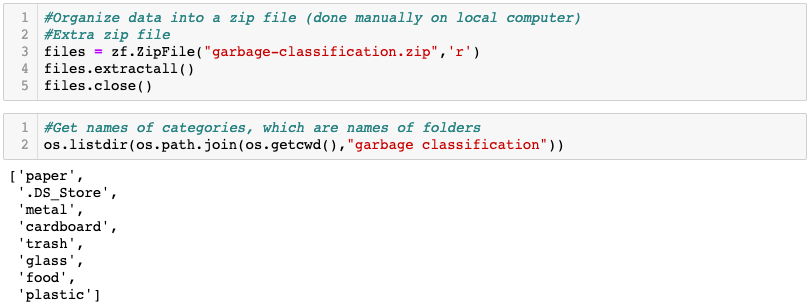 1 #Organize data into a zip file (done manually on local computer)
2 #Extra zip file
3 files = zf.ZipFile("garbage-classification.zip",'r')
4 files.extractall()
5 files.close()
1 #Get names of categories, which are names of folders
2 os.listdir(os.path.join(os.getcwd(),"garbage classification"))
['paper',
'.DS_Store',
'metal',
'cardboard',
'trash',
'glass',
'food',
'plastic']